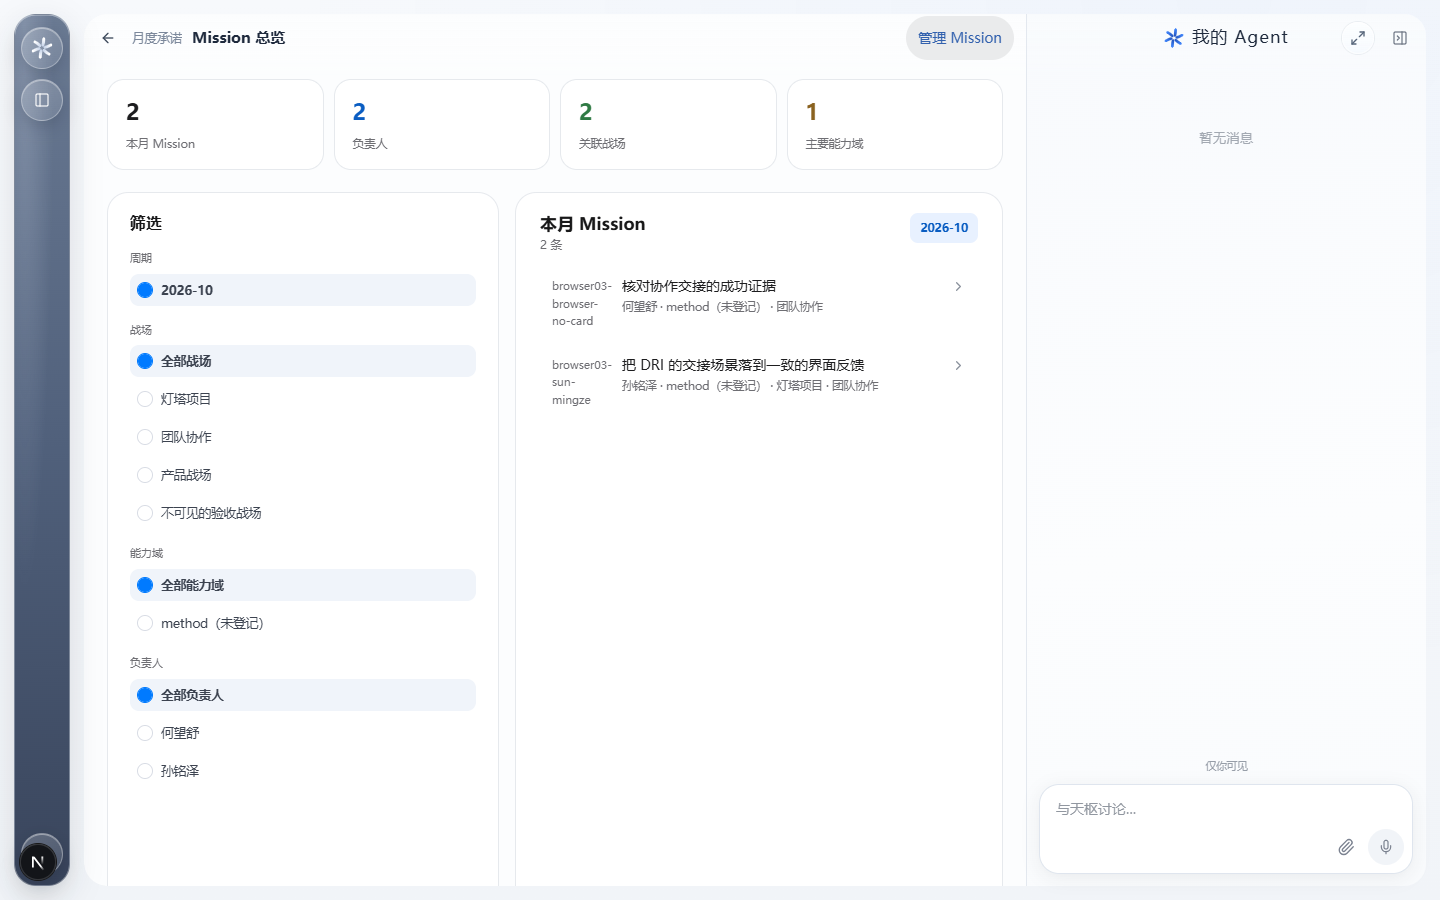 月度承诺 Mission 总览
管理 Mission
2
本月 Mission
2
负责人
2
关联战场
1
主要能力域
筛选
周期
2026-10
战场
全部战场
灯塔项目
团队协作
产品战场
不可见的验收战场
能力域
全部能力域
method（未登记）
负责人
全部负责人
何望舒
孙铭泽
本月 Mission
2 条
2026-10
browser03-
browser-
no-card
核对协作交接的成功证据
何望舒 · method（未登记） · 团队协作
browser03-
sun-
mingze
把 DRI 的交接场景落到一致的界面反馈
孙铭泽 · method（未登记） · 灯塔项目 · 团队协作
我的 Agent
暂无消息
仅你可见
与天枢讨论...
N